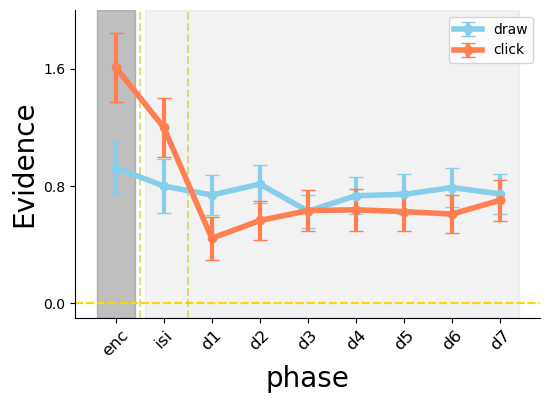 draw
click
1.6
0.8
0.0
Evidence
enc
isi
d1
d2
d3
d4
d5
d6
d7
phase